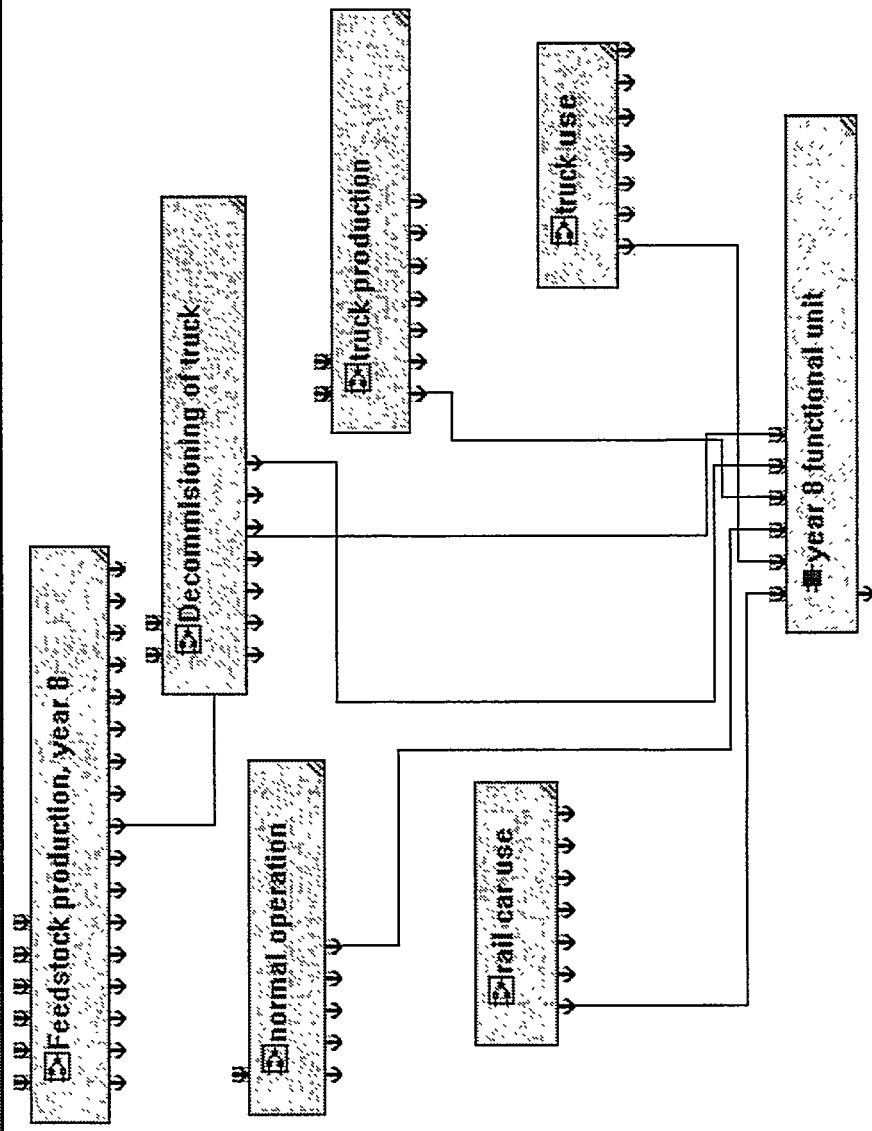 Feedstock production, year 8
Decommisioning of truck
truck production
normal operation
truck use
rail car use
year 8 functional unit